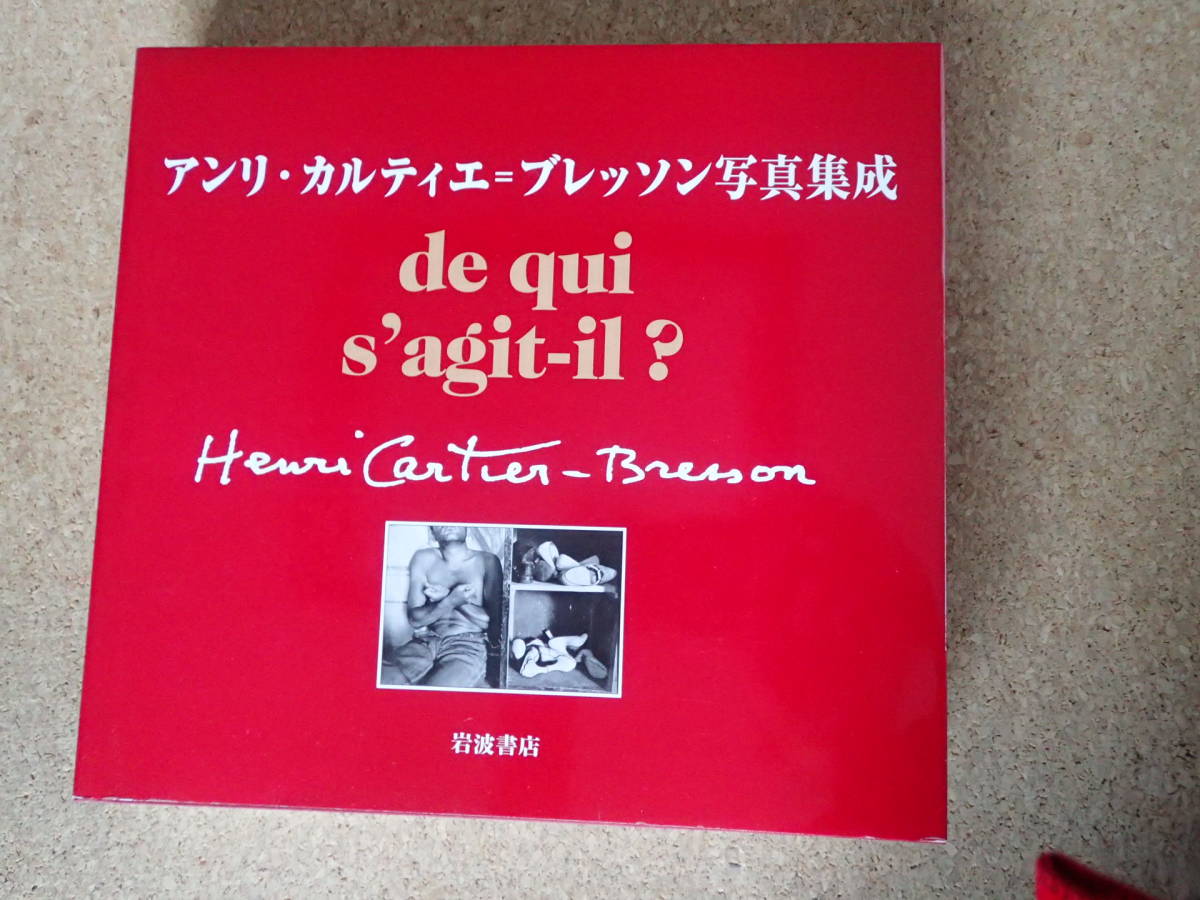 アンリ・カルティエ=ブレッソン写真集成
de qui
s'agit-il ?
Henri Cartier-Bresson
岩波書店